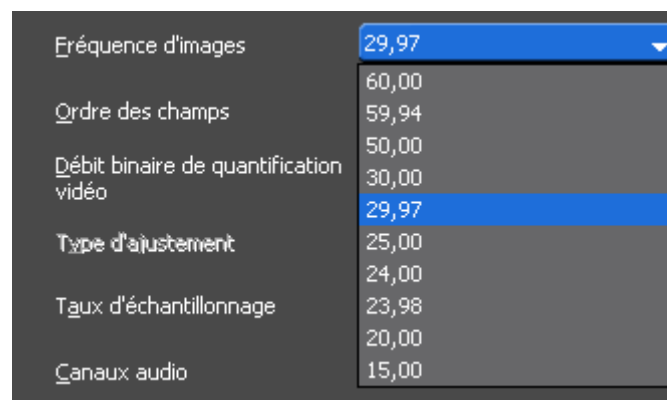 Fréquence d'images 29,97
60,00
Ordre des champs 59,94
50,00
Débit binaire de quantification
vidéo 30,00
29,97
Type d'ajustement 25,00
24,00
Taux d'échantillonnage 23,98
20,00
Canaux audio 15,00